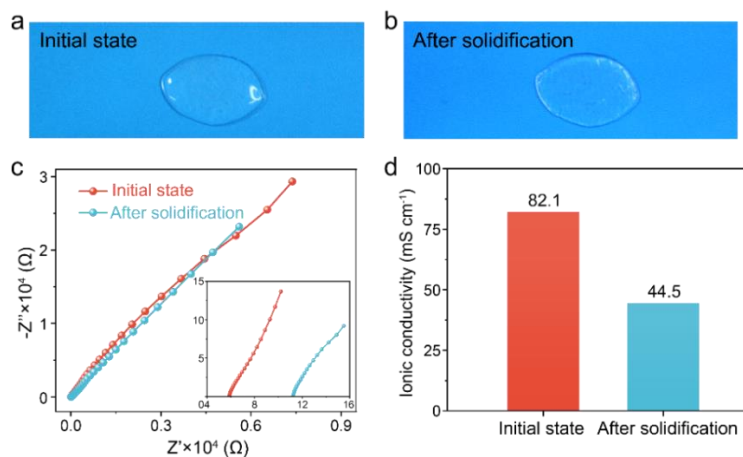 a
Initial state
b
After solidification
c
Initial state
After solidification
-Z''×10⁴ (Ω)
3
2
1
0
0.0
0.3
0.6
0.9
Z'×10⁴ (Ω)
15
10
5
04
8
12
16
d
Ionic conductivity (mS cm⁻¹)
100
75
50
25
0
82.1
44.5
Initial state
After solidification